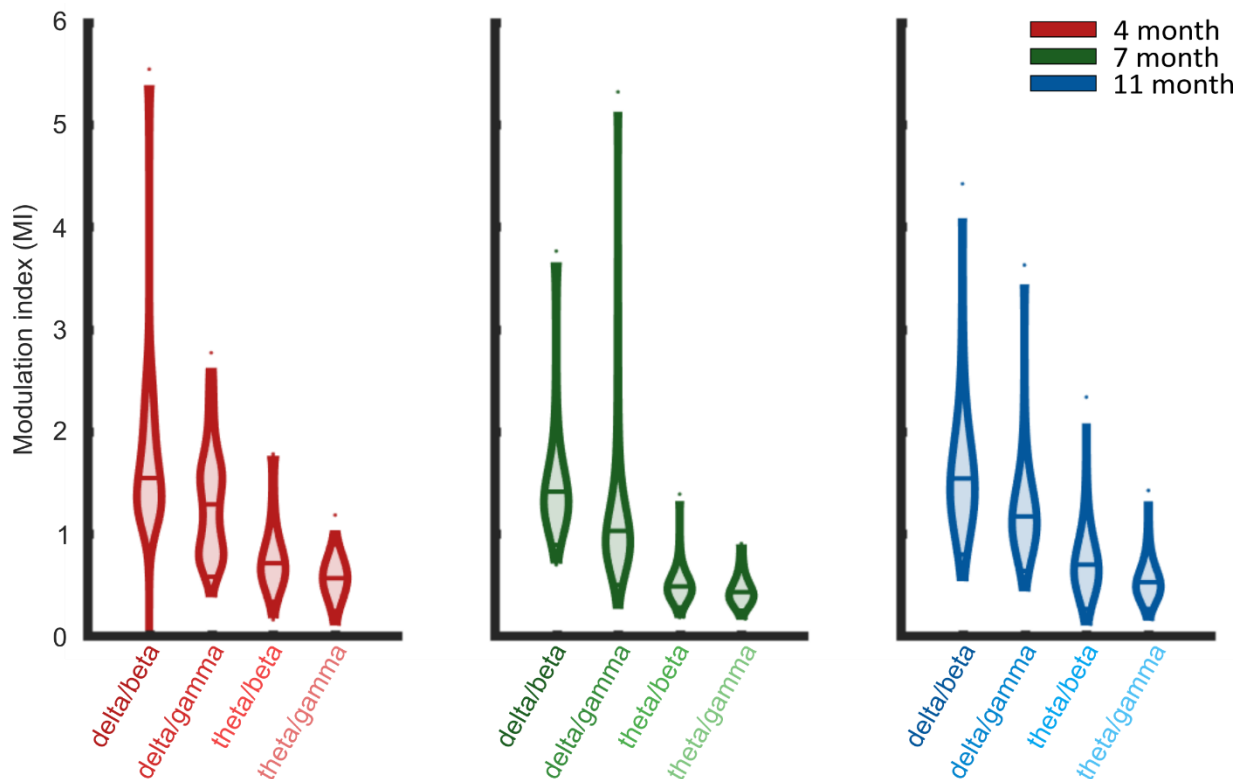 Modulation index (MI)
6
5
4
3
2
1
0
delta/beta
delta/gamma
theta/beta
theta/gamma
delta/beta
delta/gamma
theta/beta
theta/gamma
4 month
7 month
11 month
delta/beta
delta/gamma
theta/beta
theta/gamma